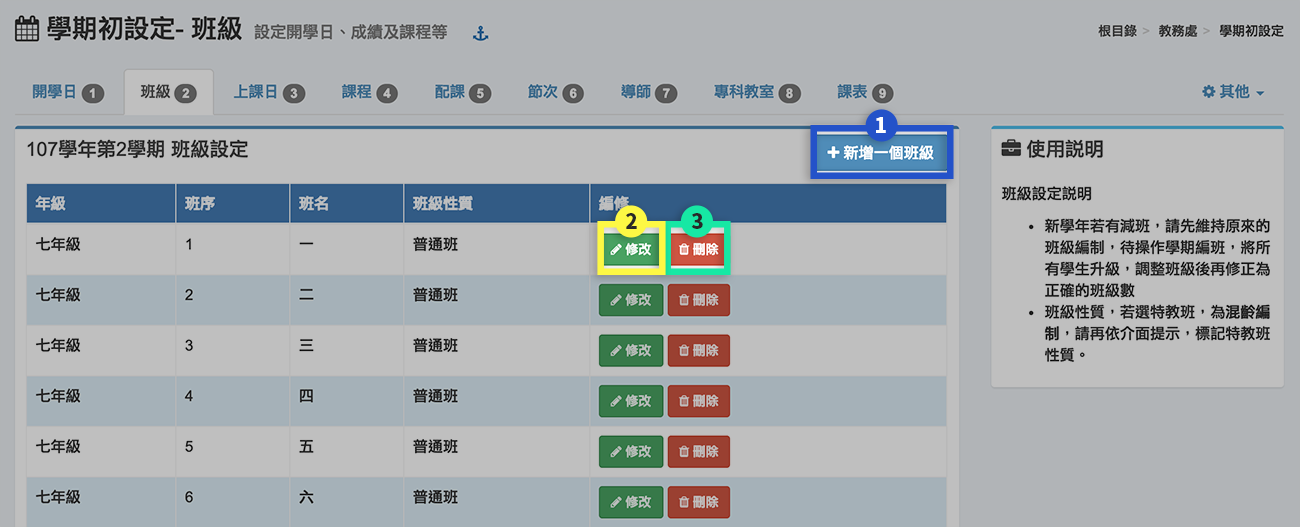 學期初設定- 班級 設定開學日、成績及課程等
根目錄 > 教務處 > 學期初設定
開學日 1 班級 2 上課日 3 課程 4 配課 5 節次 6 導師 7 專科教室 8 課表 9 其他
1
107學年第2學期 班級設定 + 新增一個班級
年級 班序 班名 班級性質 編修
2 3
七年級 1 一 普通班 修改 刪除
七年級 2 二 普通班 修改 刪除
七年級 3 三 普通班 修改 刪除
七年級 4 四 普通班 修改 刪除
七年級 5 五 普通班 修改 刪除
七年級 6 六 普通班 修改 刪除
使用説明
班級設定説明
• 新學年若有減班，請先維持原來的
班級編制，待操作學期編班，將所
有學生升級，調整班級後再修正為
正確的班級數
• 班級性質，若選特教班，為混齡編
制，請再依介面提示，標記特教班
性質。